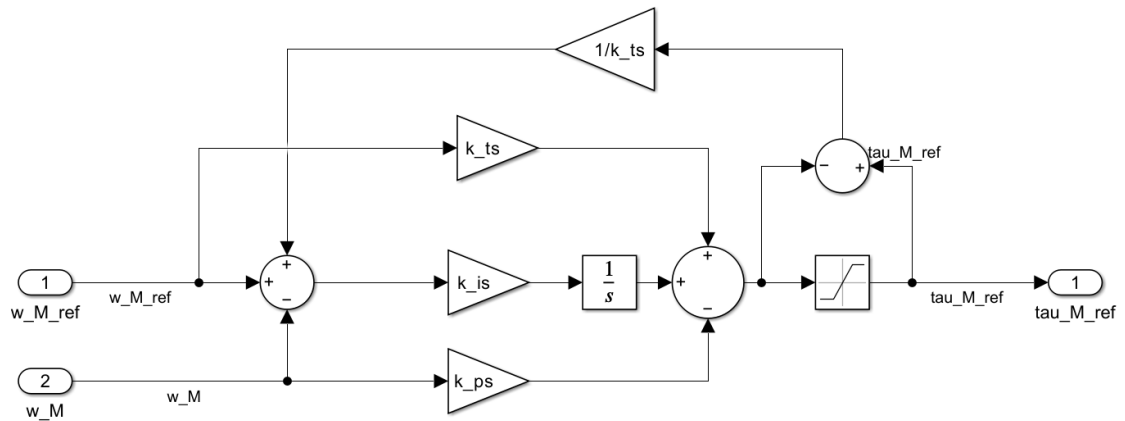 1/k_ts
k_ts
tau_M_ref
−
+
+
+
−
1
w_M_ref
w_M_ref
k_is
1
s
+
+
−
tau_M_ref
1
tau_M_ref
2
w_M
w_M
k_ps